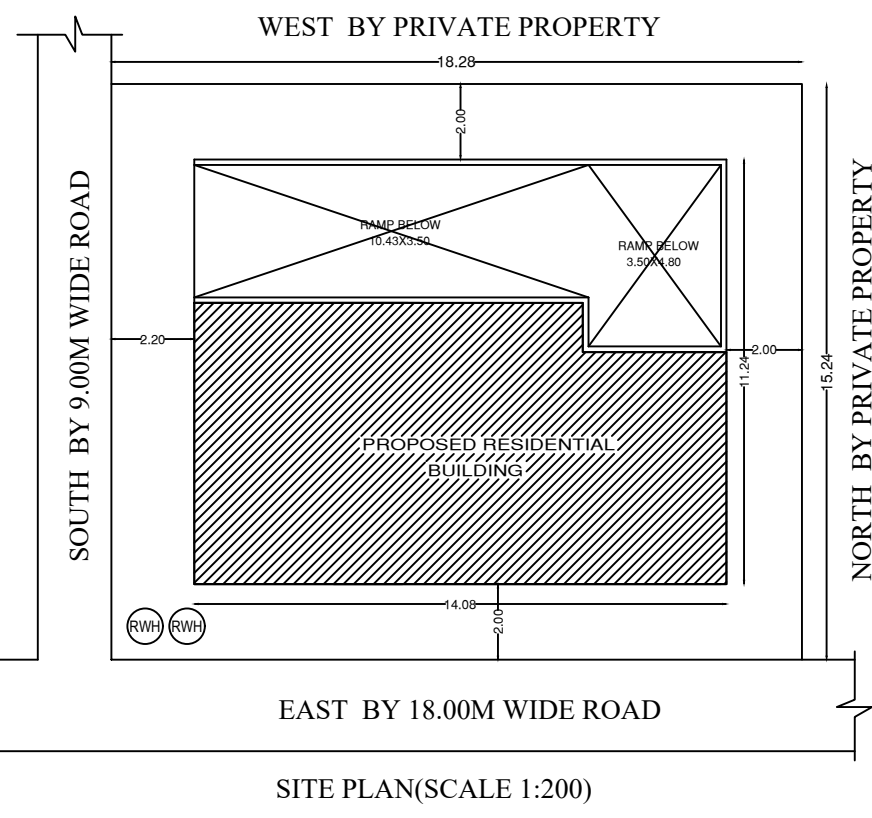 WEST BY PRIVATE PROPERTY
18.28
2.00
SOUTH BY 9.00M WIDE ROAD
RAMP BELOW
10.43X3.50
RAMP BELOW
3.50X4.80
2.20
2.00
11.24
15.24
NORTH BY PRIVATE PROPERTY
PROPOSED RESIDENTIAL
BUILDING
14.08
2.00
RWH RWH
EAST BY 18.00M WIDE ROAD
SITE PLAN(SCALE 1:200)